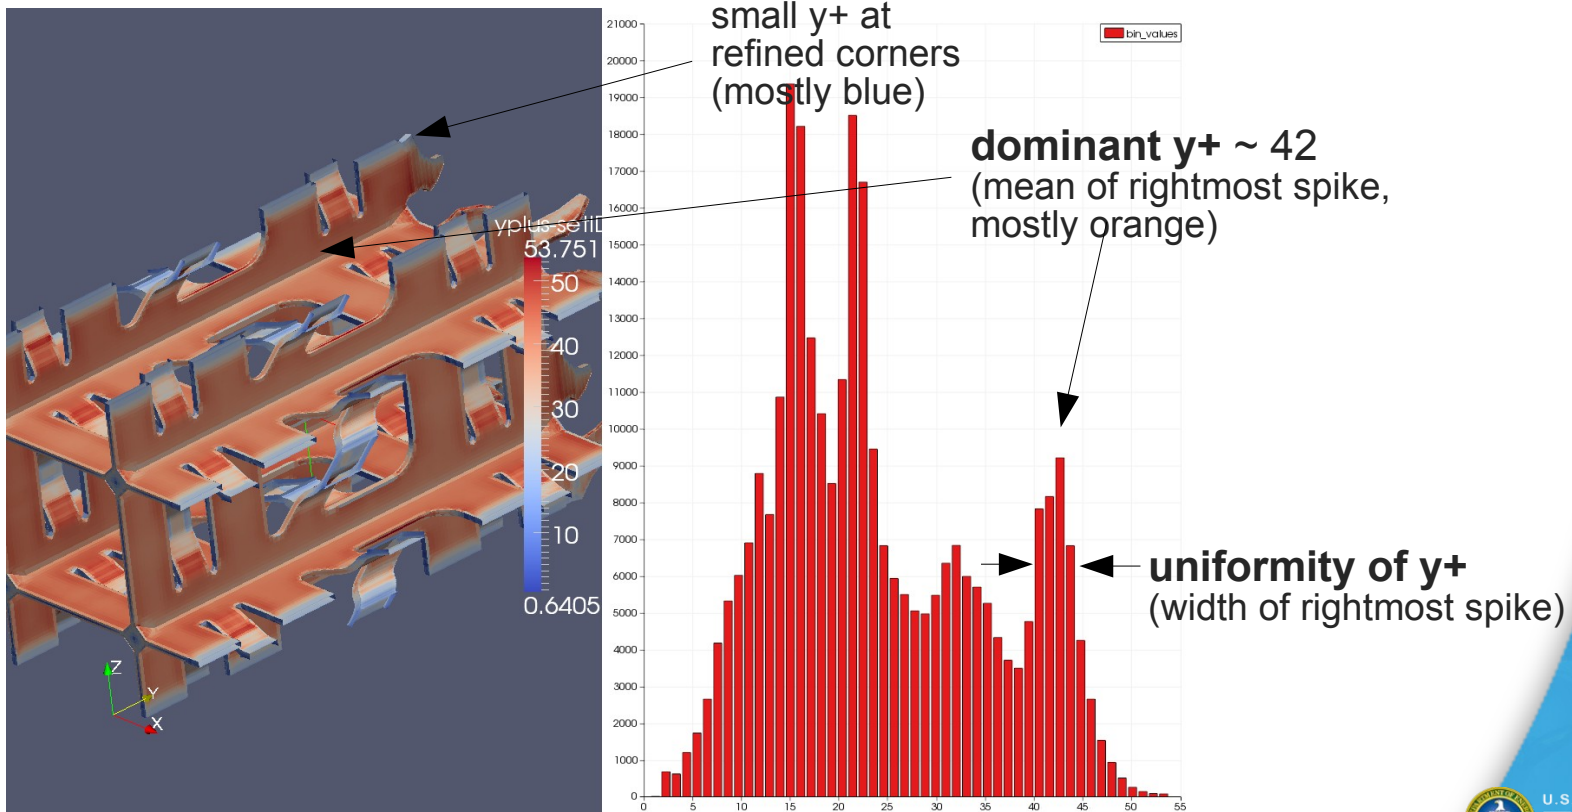 small y+ at
refined corners
(mostly blue)
dominant y+ ~ 42
(mean of rightmost spike,
mostly orange)
uniformity of y+
(width of rightmost spike)
53.751
50
40
30
20
10
0.6405
Z
Y
X
bin_values
21000
20000
19000
18000
17000
16000
15000
14000
13000
12000
11000
10000
9000
8000
7000
6000
5000
4000
3000
2000
1000
0
0 5 10 15 20 25 30 35 40 45 50 55
U.S